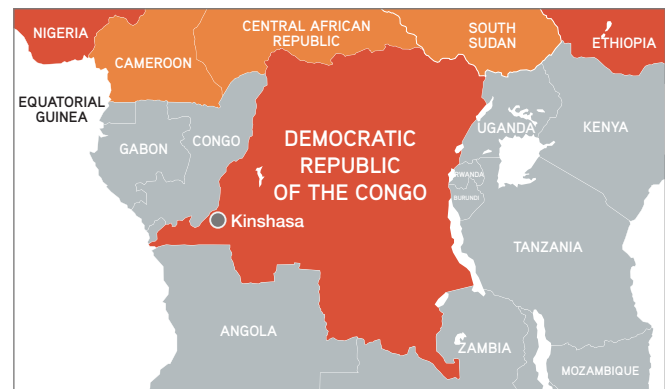 NIGERIA
CAMEROON
CENTRAL AFRICAN
REPUBLIC
SOUTH
SUDAN
ETHIOPIA
EQUATORIAL
GUINEA
GABON
CONGO
DEMOCRATIC
REPUBLIC
OF THE CONGO
UGANDA
KENYA
RWANDA
BURUNDI
Kinshasa
TANZANIA
ANGOLA
ZAMBIA
MOZAMBIQUE